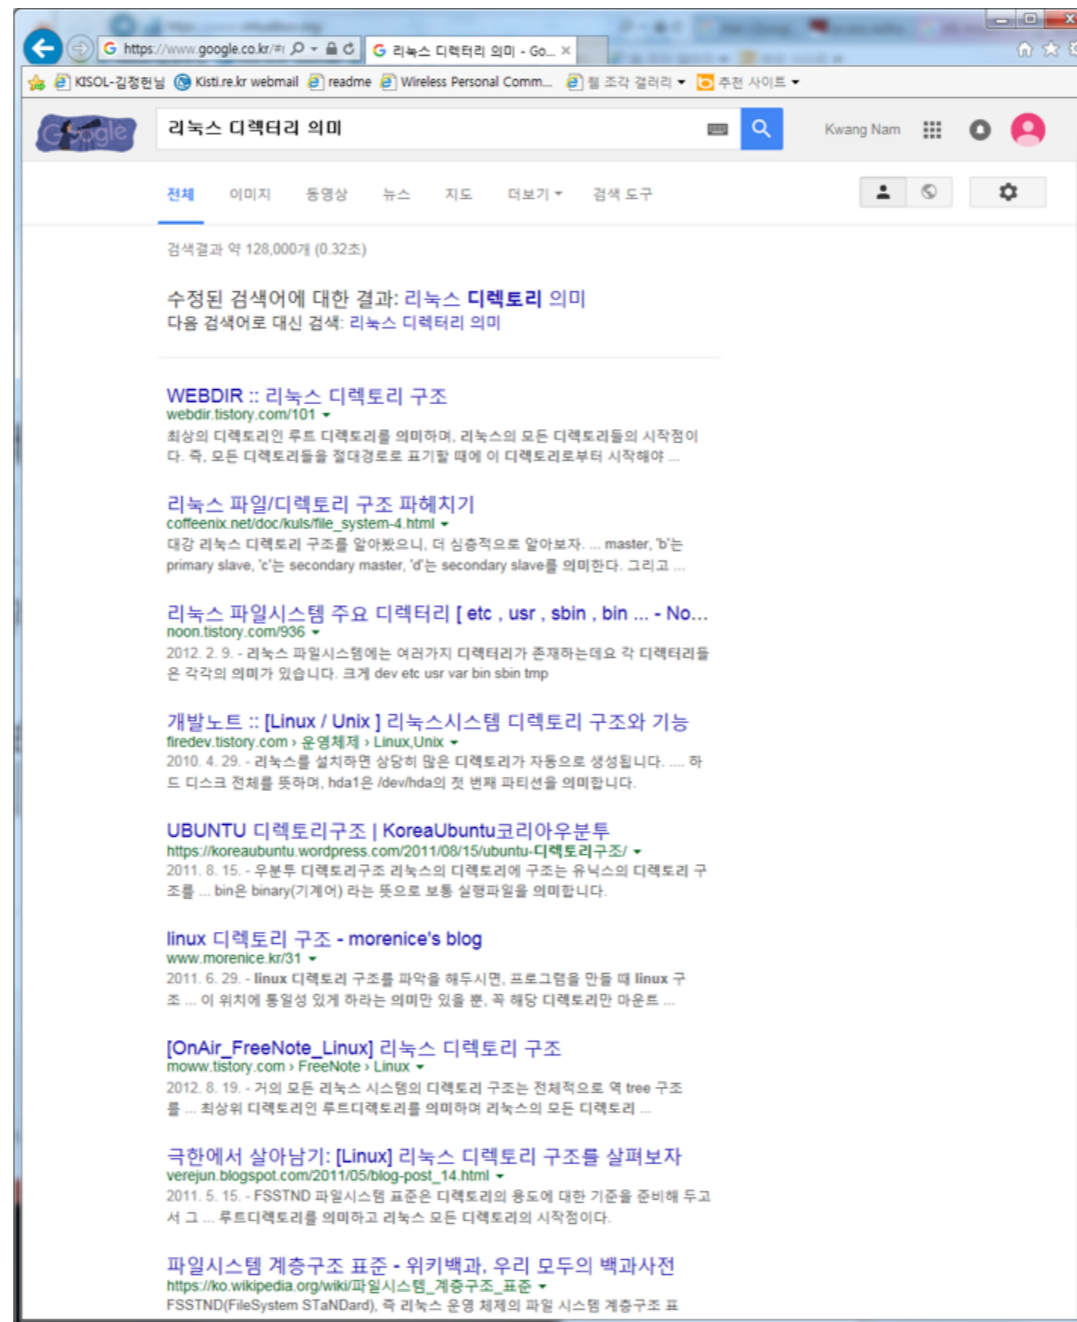 https://www.google.co.kr/#
리눅스 디렉터리 의미 - Go...
KISOL-김정헌님
Kisti.re.kr webmail
readme
Wireless Personal Comm...
웹 조각 갤러리
추천 사이트
Google
리눅스 디렉터리 의미
Kwang Nam
전체 이미지 동영상 뉴스 지도 더보기 검색 도구
검색결과 약 128,000개 (0.32초)
수정된 검색어에 대한 결과: 리눅스 디렉토리 의미
다음 검색어로 대신 검색: 리눅스 디렉터리 의미
WEBDIR :: 리눅스 디렉토리 구조
webdir.tistory.com/101
최상의 디렉토리인 루트 디렉토리를 의미하며, 리눅스의 모든 디렉토리들의 시작점이
다. 즉, 모든 디렉토리들을 절대경로로 표기할 때에 이 디렉토리로부터 시작해야 ...
리눅스 파일/디렉토리 구조 파헤치기
coffeenix.net/doc/kuls/file_system-4.html
대강 리눅스 디렉토리 구조를 알아봤으니, 더 심층적으로 알아보자. ... master, 'b'는
primary slave, 'c'는 secondary master, 'd'는 secondary slave를 의미한다. 그리고 ...
리눅스 파일시스템 주요 디렉터리 [ etc , usr , sbin , bin ... - No...
noon.tistory.com/936
2012. 2. 9. - 리눅스 파일시스템에는 여러가지 디렉터리가 존재하는데요 각 디렉터리들
은 각각의 의미가 있습니다. 크게 dev etc usr var bin sbin tmp
개발노트 :: [Linux / Unix ] 리눅스시스템 디렉토리 구조와 기능
firedev.tistory.com › 운영체제 › Linux,Unix
2010. 4. 29. - 리눅스를 설치하면 상당히 많은 디렉토리가 자동으로 생성됩니다. .... 하
드 디스크 전체를 뜻하며, hda1은 /dev/hda의 첫 번째 파티션을 의미합니다.
UBUNTU 디렉토리구조 | KoreaUbuntu코리아우분투
https://koreaubuntu.wordpress.com/2011/08/15/ubuntu-디렉토리구조/
2011. 8. 15. - 우분투 디렉토리구조 리눅스의 디렉토리에 구조는 유닉스의 디렉토리 구
조를 ... bin은 binary(기계어) 라는 뜻으로 보통 실행파일을 의미합니다.
linux 디렉토리 구조 - morenice's blog
www.morenice.kr/31
2011. 6. 29. - linux 디렉토리 구조를 파악을 해두시면, 프로그램을 만들 때 linux 구
조 ... 이 위치에 통일성 있게 하라는 의미만 있을 뿐, 꼭 해당 디렉토리만 마운트 ...
[OnAir_FreeNote_Linux] 리눅스 디렉토리 구조
moww.tistory.com › FreeNote › Linux
2012. 8. 19. - 거의 모든 리눅스 시스템의 디렉토리 구조는 전체적으로 역 tree 구조
를 ... 최상위 디렉토리인 루트디렉토리를 의미하며 리눅스의 모든 디렉토리 ...
극한에서 살아남기: [Linux] 리눅스 디렉토리 구조를 살펴보자
verejun.blogspot.com/2011/05/blog-post_14.html
2011. 5. 15. - FSSTND 파일시스템 표준은 디렉토리의 용도에 대한 기준을 준비해 두고
서 그 ... 루트디렉토리를 의미하고 리눅스 모든 디렉토리의 시작점이다.
파일시스템 계층구조 표준 - 위키백과, 우리 모두의 백과사전
https://ko.wikipedia.org/wiki/파일시스템_계층구조_표준
FSSTND(FileSystem STaNDard), 즉 리눅스 운영 체제의 파일 시스템 계층구조 표